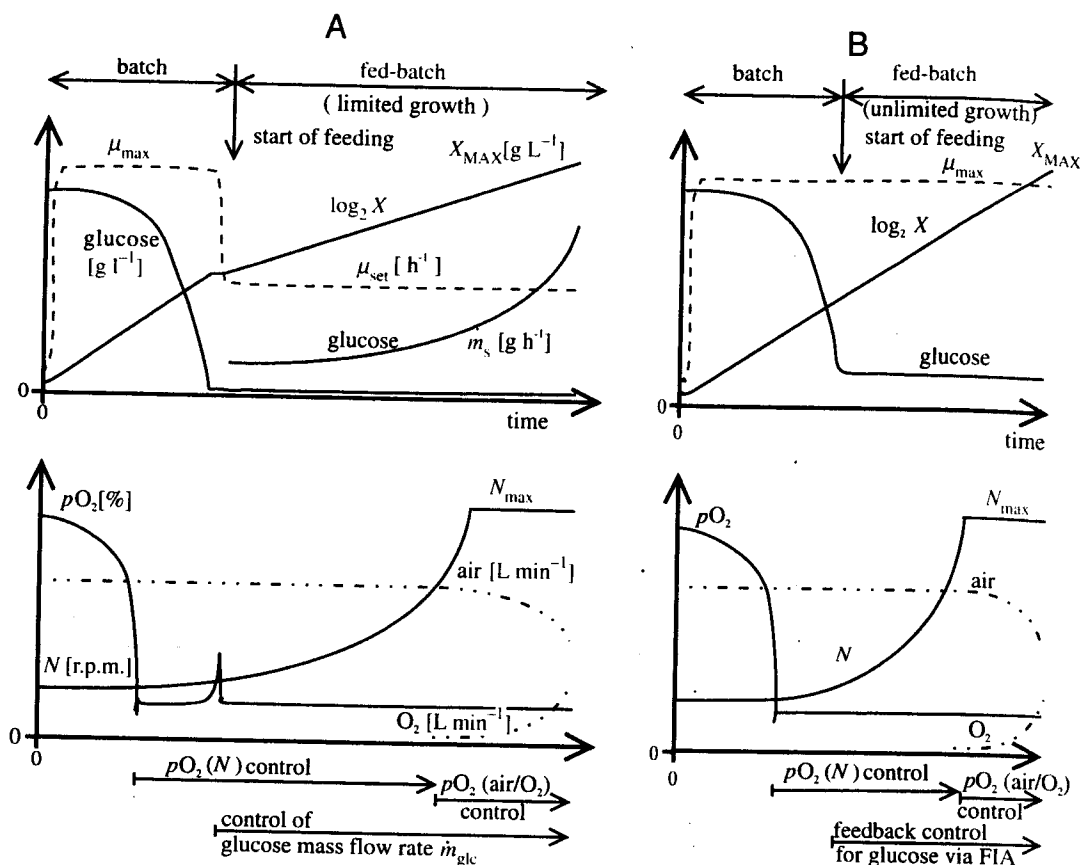 A
batch
fed-batch
( limited growth )
start of feeding
μmax
XMAX[g L⁻¹]
log₂ X
glucose
[g l⁻¹]
μset [ h⁻¹ ]
glucose
ṁs [g h⁻¹]
0
0
time
B
batch
fed-batch
(unlimited growth)
start of feeding
XMAX
μmax
log₂ X
glucose
0
0
time
pO₂[%]
Nmax
air [L min⁻¹]
N [r.p.m.]
O₂ [L min⁻¹]
0
0
pO₂ (N) control
pO₂ (air/O₂)
control
control of
glucose mass flow rate ṁglc
pO₂
Nmax
air
N
O₂
0
0
pO₂ (N) control
pO₂ (air/O₂)
control
feedback control
for glucose via FIA